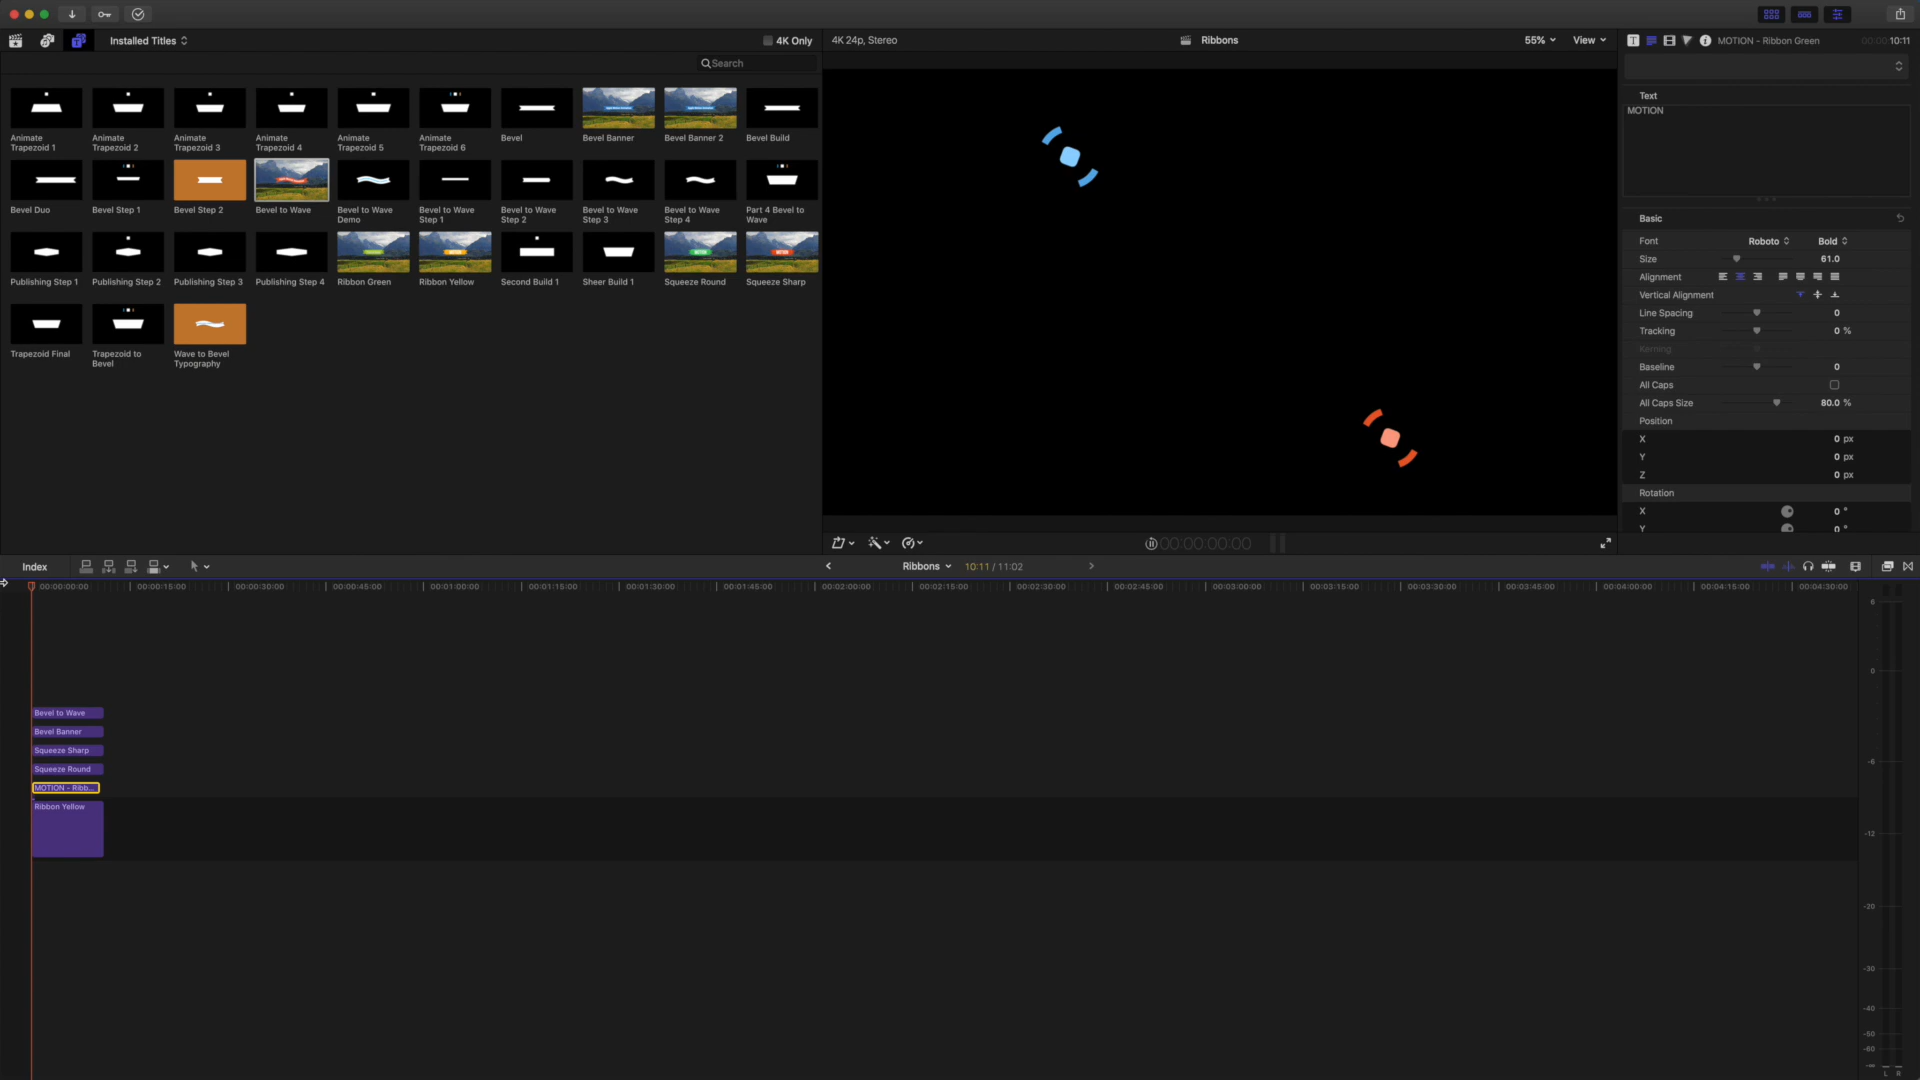 Installed Titles
4K Only
4K 24p, Stereo
Ribbons
55%
View
MOTION - Ribbon Green
00:00:10:11
Search
Text
MOTION
Animate Trapezoid 1
Animate Trapezoid 2
Animate Trapezoid 3
Animate Trapezoid 4
Animate Trapezoid 5
Animate Trapezoid 6
Bevel
Bevel Banner
Bevel Banner 2
Bevel Build
Bevel Duo
Bevel Step 1
Bevel Step 2
Bevel to Wave
Bevel to Wave Demo
Bevel to Wave Step 1
Bevel to Wave Step 2
Bevel to Wave Step 3
Bevel to Wave Step 4
Part 4 Bevel to Wave
Publishing Step 1
Publishing Step 2
Publishing Step 3
Publishing Step 4
Ribbon Green
Ribbon Yellow
Second Build 1
Sheer Build 1
Squeeze Round
Squeeze Sharp
Trapezoid Final
Trapezoid to Bevel
Wave to Bevel Typography
Basic
Font Roboto Bold
Size 61.0
Alignment
Vertical Alignment
Line Spacing 0
Tracking 0 %
Kerning
Baseline 0
All Caps
All Caps Size 80.0 %
Position
X 0 px
Y 0 px
Z 0 px
Rotation
X 0 °
Y 0 °
00:00:00:00
Index
Ribbons
10:11 / 11:02
00:00:00:00
00:00:15:00
00:00:30:00
00:00:45:00
00:01:00:00
00:01:15:00
00:01:30:00
00:01:45:00
00:02:00:00
00:02:15:00
00:02:30:00
00:02:45:00
00:03:00:00
00:03:15:00
00:03:30:00
00:03:45:00
00:04:00:00
00:04:15:00
00:04:30:00
Bevel to Wave
Bevel Banner
Squeeze Sharp
Squeeze Round
MOTION - Ribb...
Ribbon Yellow
6
0
-6
-12
-20
-30
-40
-50
-60
-∞
L R